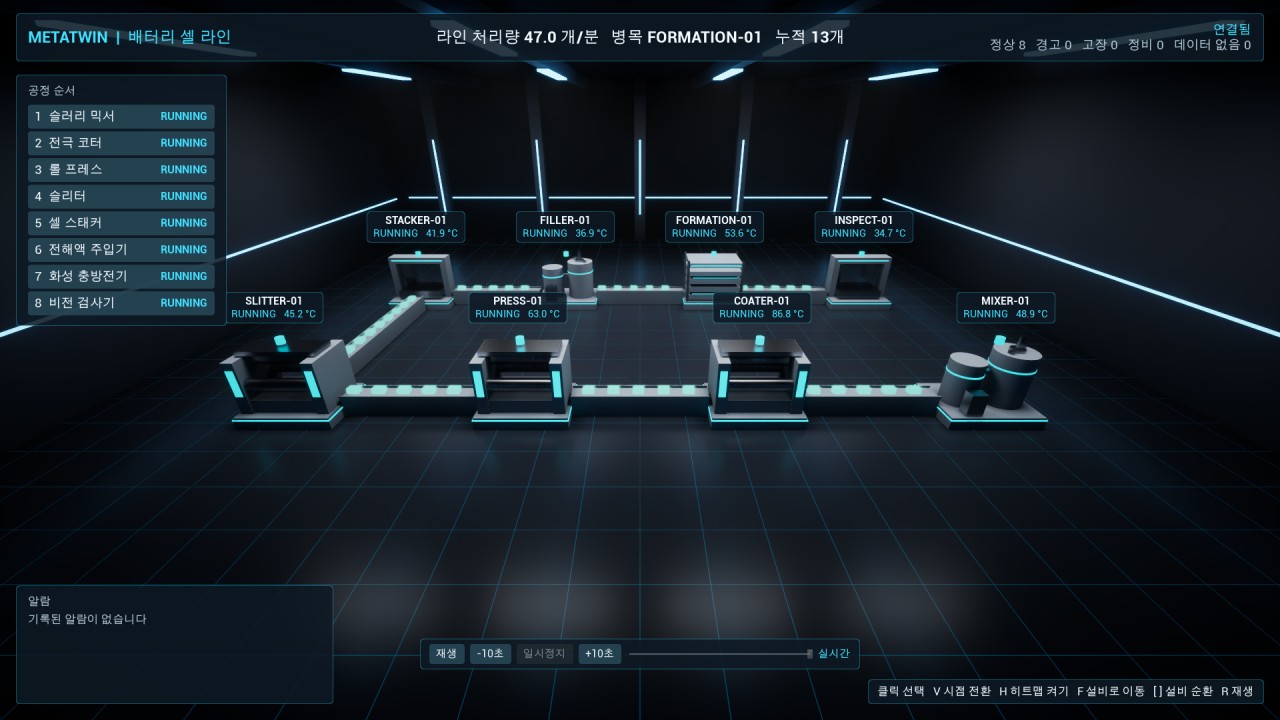 METATWIN | 배터리 셀 라인
라인 처리량 47.0 개/분 병목 FORMATION-01 누적 13개
연결됨
정상 8 경고 0 고장 0 정비 0 데이터 없음 0
공정 순서
1 슬러리 믹서 RUNNING
2 전극 코터 RUNNING
3 롤 프레스 RUNNING
4 슬리터 RUNNING
5 셀 스태커 RUNNING
6 전해액 주입기 RUNNING
7 화성 충방전기 RUNNING
8 비전 검사기 RUNNING
STACKER-01
RUNNING 41.9 °C
FILLER-01
RUNNING 36.9 °C
FORMATION-01
RUNNING 53.6 °C
INSPECT-01
RUNNING 34.7 °C
SLITTER-01
RUNNING 45.2 °C
PRESS-01
RUNNING 63.0 °C
COATER-01
RUNNING 86.8 °C
MIXER-01
RUNNING 48.9 °C
알람
기록된 알람이 없습니다
재생 -10초 일시정지 +10초 실시간
클릭 선택 V 시점 전환 H 히트맵 켜기 F 설비로 이동 [ ] 설비 순환 R 재생